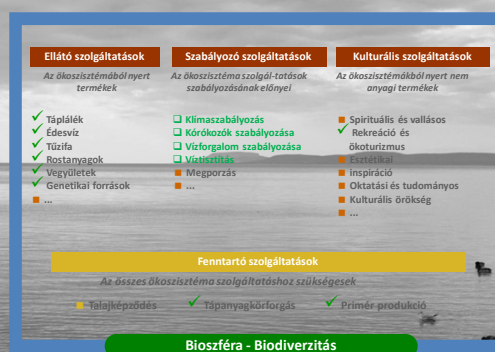 Ellátó szolgáltatások
Az ökoszisztémából nyert
termékek
Táplálék
Édesvíz
Tűzifa
Rostanyagok
Vegyületek
Genetikai források
...
Szabályozó szolgáltatások
Az ökoszisztéma szolgál-tatások
szabályozásának előnyei
Klímaszabályozás
Kórókozók szabályozása
Vízforgalom szabályozása
Víztisztítás
Megporzás
...
Kulturális szolgáltatások
Az ökoszisztémákból nyert nem
anyagi termékek
Spirituális és vallásos
Rekreáció és
ökoturizmus
Esztétikai
inspiráció
Oktatási és tudományos
Kulturális örökség
...
Fenntartó szolgáltatások
Az összes ökoszisztéma szolgáltatáshoz szükségesek
Talajképződés
Tápanyagkörforgás
Primér produkció
Bioszféra - Biodiverzitás